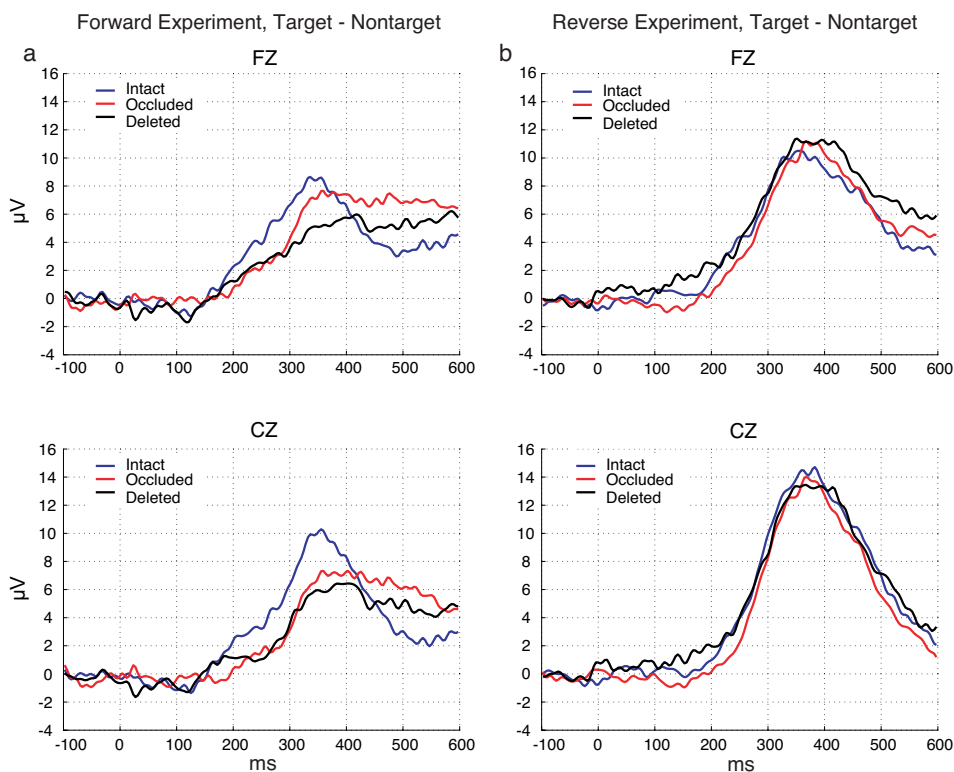 Forward Experiment, Target - Nontarget
Reverse Experiment, Target - Nontarget
a
FZ
16
14
12
10
8
6
4
2
0
-2
-4
µV
Intact
Occluded
Deleted
-100 0 100 200 300 400 500 600
b
FZ
16
14
12
10
8
6
4
2
0
-2
-4
Intact
Occluded
Deleted
-100 0 100 200 300 400 500 600
CZ
16
14
12
10
8
6
4
2
0
-2
-4
µV
Intact
Occluded
Deleted
-100 0 100 200 300 400 500 600
ms
CZ
16
14
12
10
8
6
4
2
0
-2
-4
Intact
Occluded
Deleted
-100 0 100 200 300 400 500 600
ms